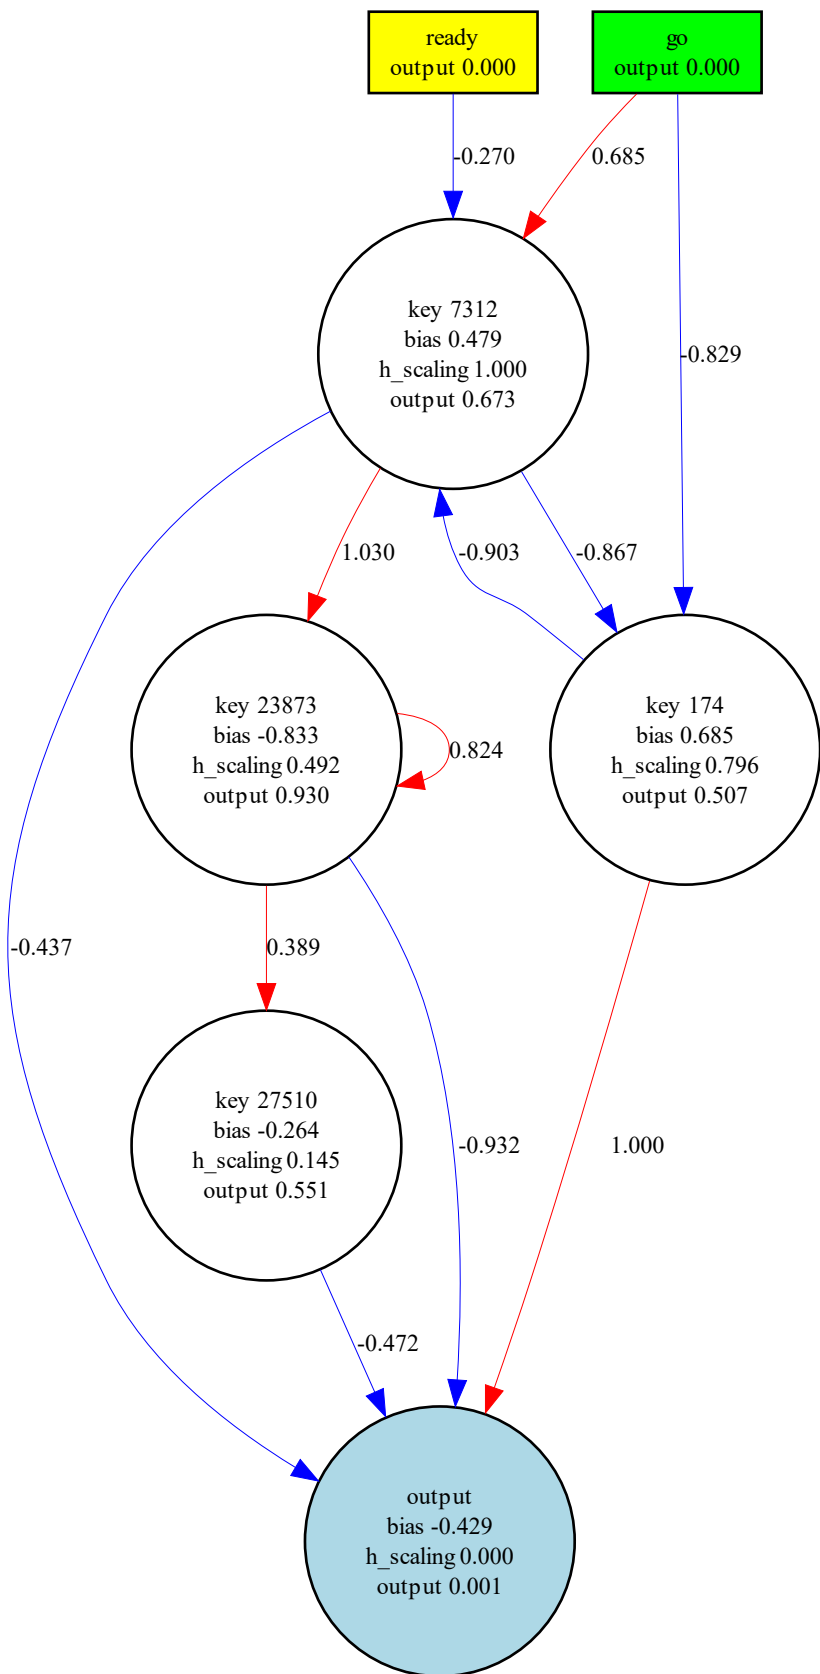 ready
output 0.000
go
output 0.000
-0.270
0.685
key 7312
bias 0.479
h_scaling 1.000
output 0.673
-0.829
1.030
-0.903
-0.867
key 23873
bias -0.833
h_scaling 0.492
output 0.930
0.824
key 174
bias 0.685
h_scaling 0.796
output 0.507
-0.437
0.389
key 27510
bias -0.264
h_scaling 0.145
output 0.551
-0.932
1.000
-0.472
output
bias -0.429
h_scaling 0.000
output 0.001